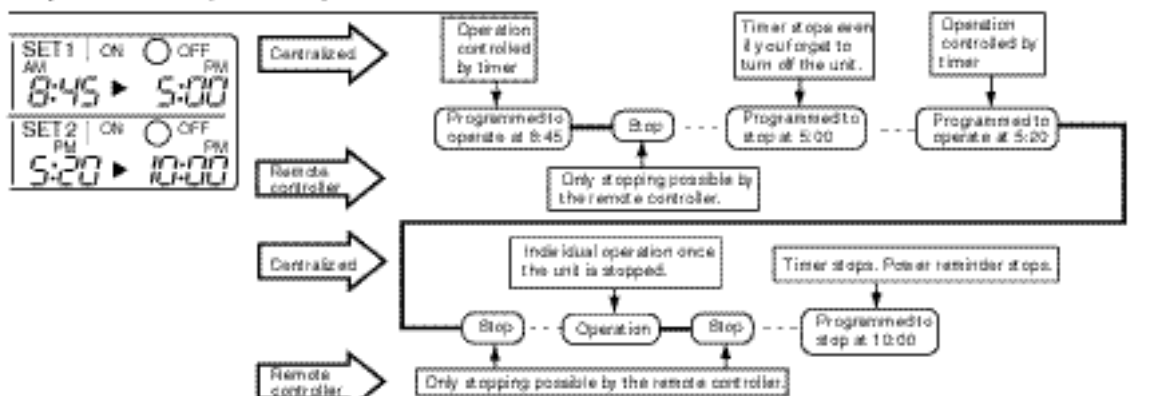 SET1 ON OFF
AM PM
8:45 5:00
SET2 ON OFF
PM PM
5:20 10:00
Centralized
Operation
controlled
by timer
Timer stops even
if you forget to
turn off the unit.
Operation
controlled by
timer
Programmed to
operate at 8:45
Stop
Programmed to
stop at 5:00
Programmed to
operate at 5:20
Remote
controller
Only stopping possible by
the remote controller.
Centralized
Individual operation once
the unit is stopped.
Timer stops. Power reminder stops.
Stop
Operation
Stop
Programmed to
stop at 10:00
Remote
controller
Only stopping possible by the remote controller.